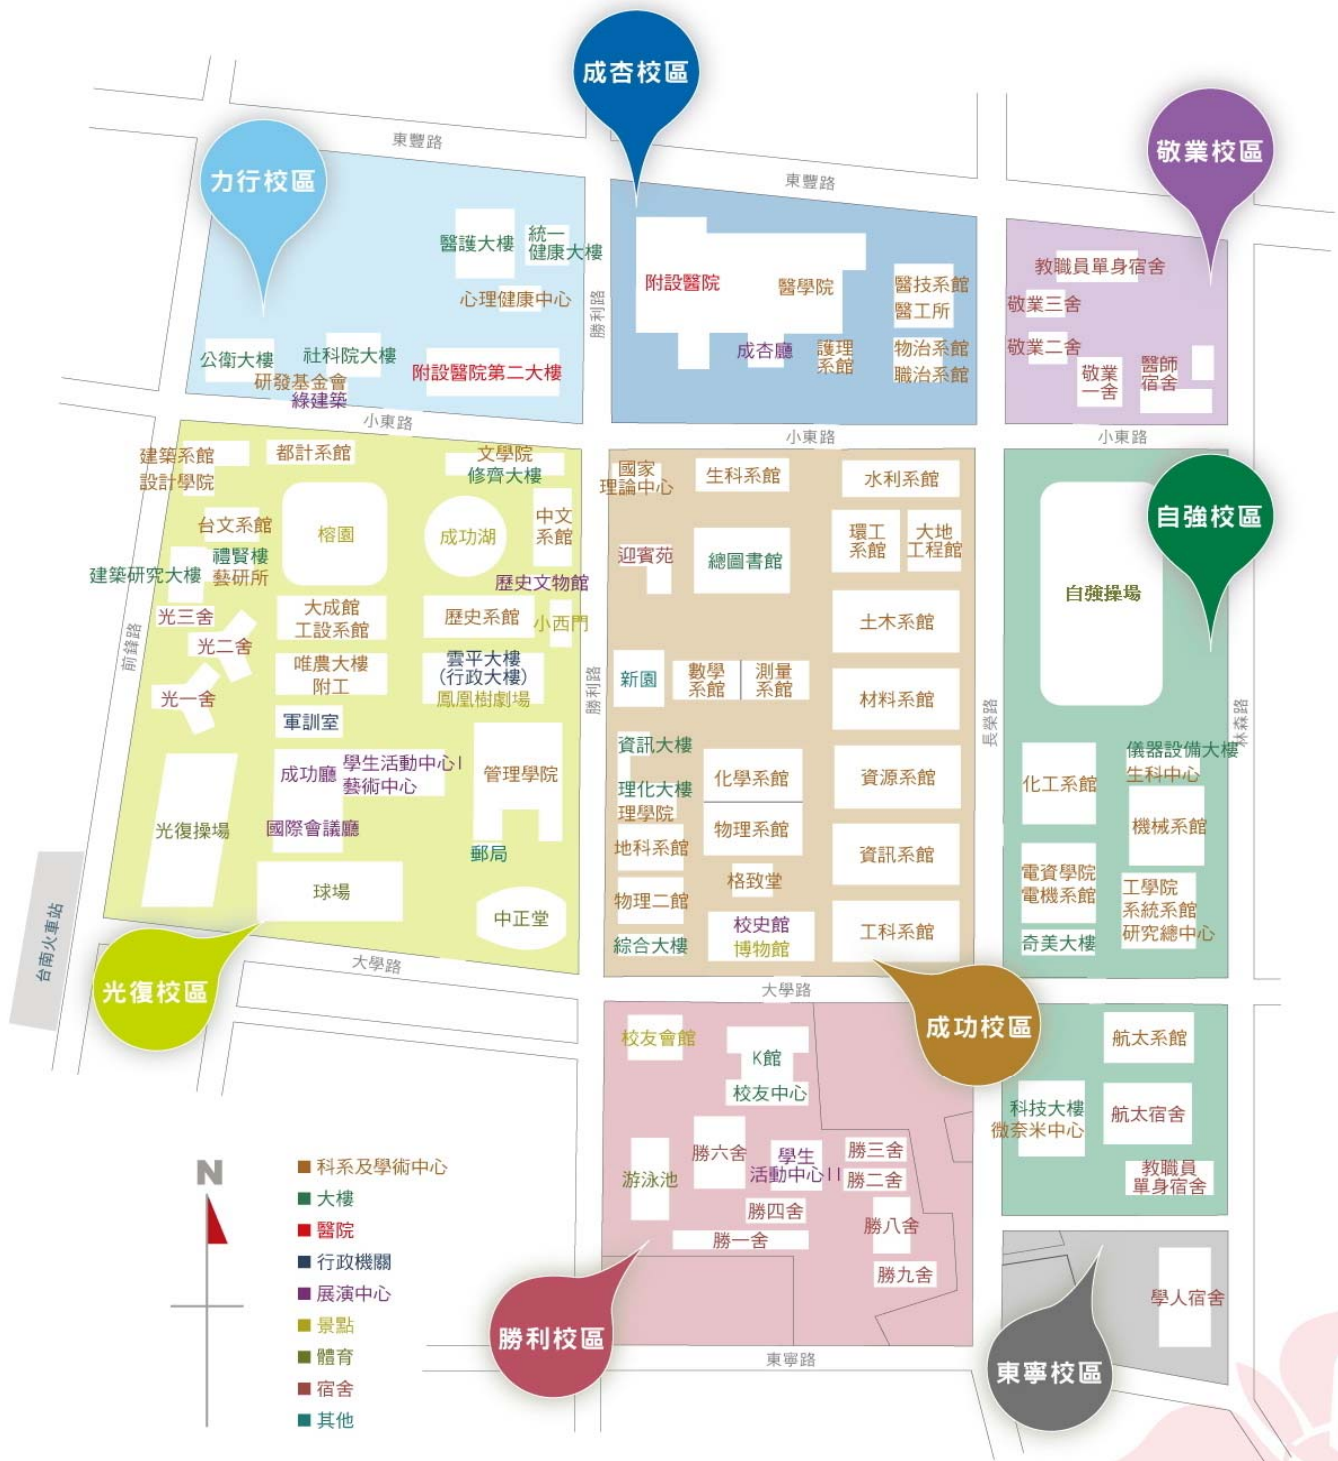 成杏校區
敬業校區
力行校區
東豐路
東豐路
醫護大樓
統一
健康大樓
心理健康中心
公衛大樓
社科院大樓
研發基金會
綠建築
附設醫院第二大樓
勝利路
附設醫院
醫學院
醫技系館
醫工所
成杏廳
護理
系館
物治系館
職治系館
教職員單身宿舍
敬業三舍
敬業二舍
敬業
一舍
醫師
宿舍
小東路
小東路
小東路
建築系館
設計學院
都計系館
文學院
修齊大樓
台文系館
榕園
成功湖
中文
系館
禮賢樓
藝研所
建築研究大樓
歷史文物館
光三舍
大成館
工設系館
歷史系館
小西門
光二舍
唯農大樓
附工
雲平大樓
(行政大樓)
鳳凰樹劇場
光一舍
軍訓室
前鋒路
勝利路
成功廳
學生活動中心I
藝術中心
管理學院
光復操場
國際會議廳
郵局
球場
中正堂
台南火車站
光復校區
大學路
國家
理論中心
生科系館
水利系館
迎賓苑
總圖書館
環工
系館
大地
工程館
土木系館
新園
數學
系館
測量
系館
材料系館
資訊大樓
化學系館
資源系館
理化大樓
理學院
物理系館
地科系館
資訊系館
格致堂
物理二館
校史館
博物館
工科系館
綜合大樓
大學路
成功校區
長榮路
自強校區
自強操場
林森路
儀器設備大樓
生科中心
化工系館
機械系館
電資學院
電機系館
工學院
系統系館
研究總中心
奇美大樓
航太系館
科技大樓
微奈米中心
航太宿舍
教職員
單身宿舍
校友會館
K館
校友中心
勝六舍
學生
活動中心II
勝三舍
勝二舍
游泳池
勝四舍
勝八舍
勝一舍
勝九舍
勝利校區
東寧路
東寧校區
學人宿舍
N
科系及學術中心
大樓
醫院
行政機關
展演中心
景點
體育
宿舍
其他